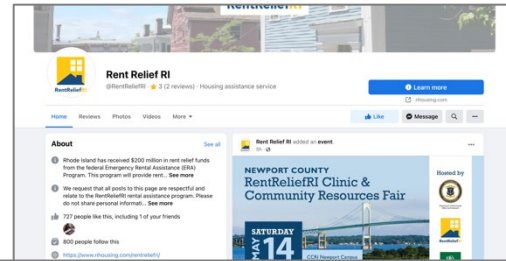 RentReliefRI
RentReliefRI
Rent Relief RI
@RentReliefRI · 3 (2 reviews) · Housing assistance service
Learn more
rihousing.com
Home Reviews Photos Videos More
Like Message
About See all
Rhode Island has received $200 million in rent relief funds
from the federal Emergency Rental Assistance (ERA)
Program. This program will provide rent... See more
We request that all posts to this page are respectful and
relate to the RentReliefRI rental assistance program. Please
do not share personal informati... See more
727 people like this, including 1 of your friends
800 people follow this
https://www.rihousing.com/rentreliefri/
Rent Relief RI added an event.
NEWPORT COUNTY
RentReliefRI Clinic &
Community Resources Fair
SATURDAY
MAY 14
CCRI Newport Campus
Hosted by
RentReliefRI